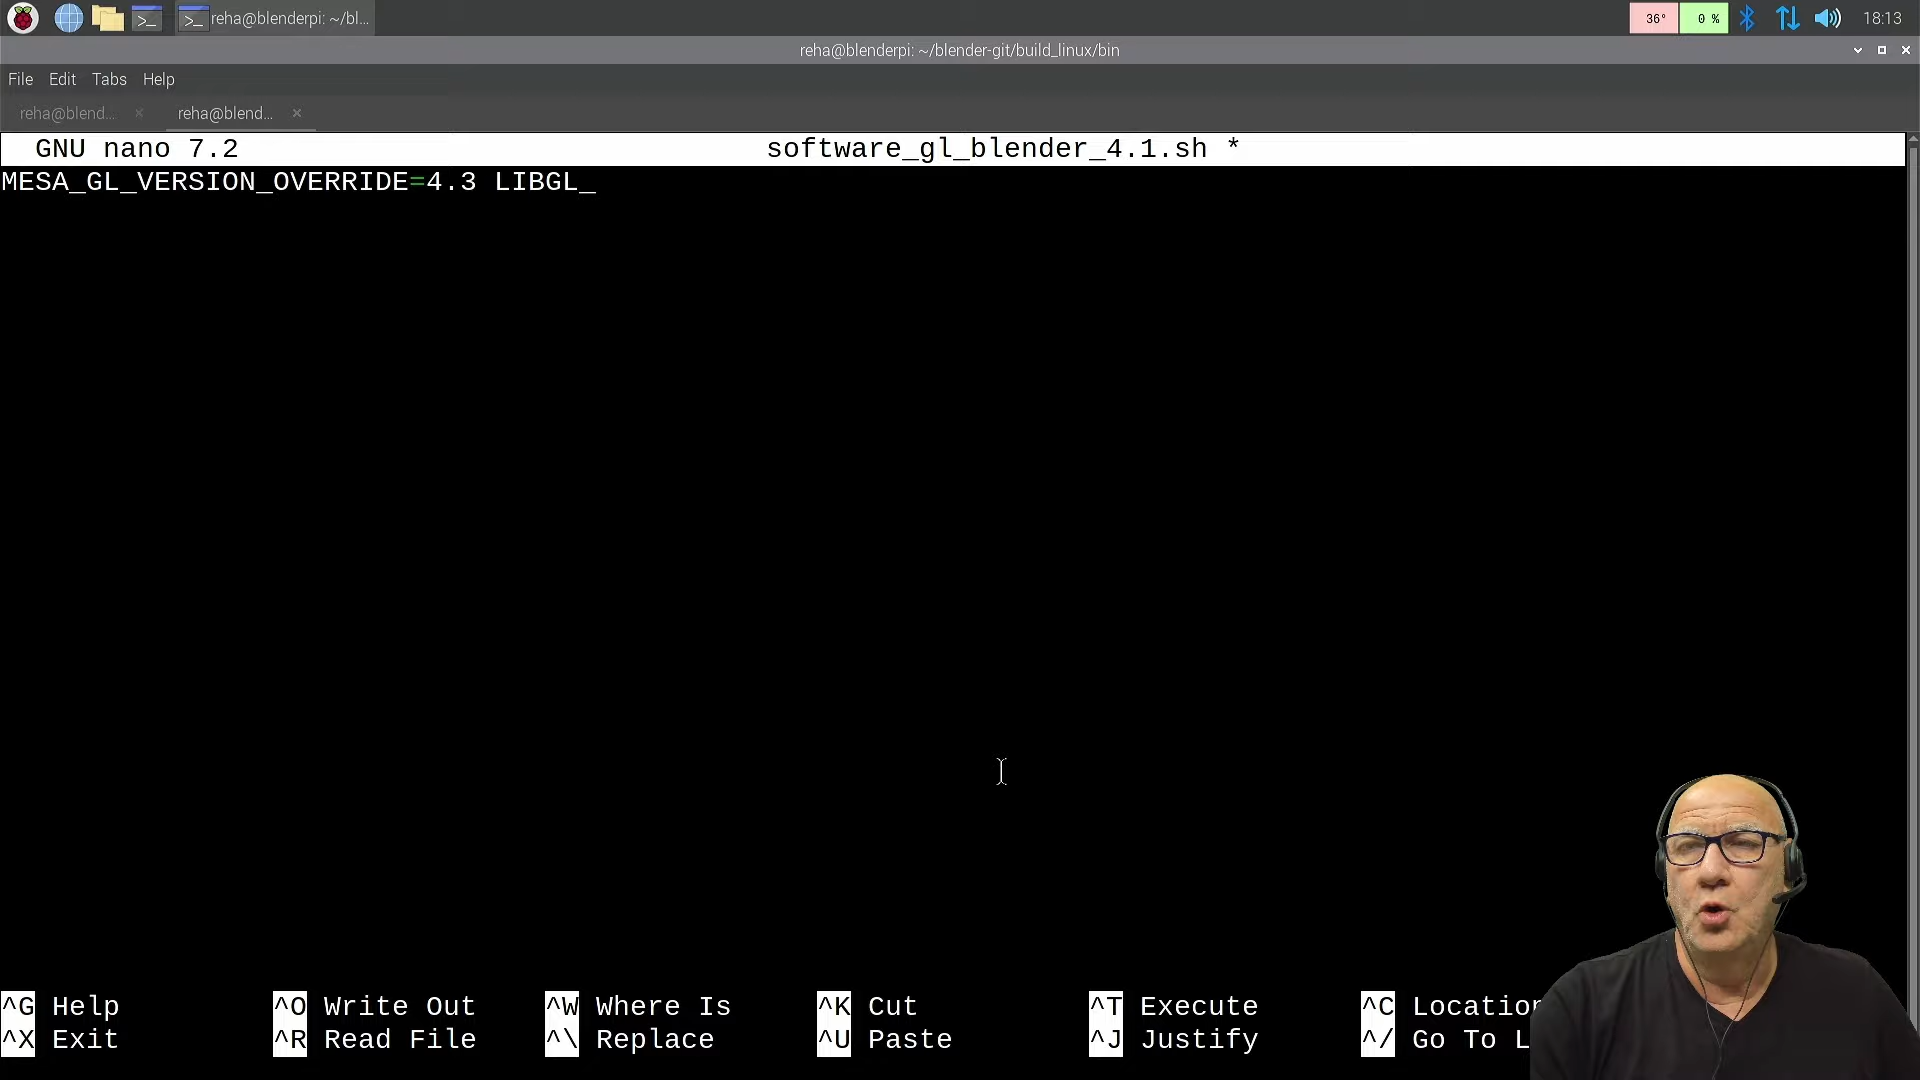 reha@blenderpi: ~/bl...
36°
0 %
18:13
reha@blenderpi: ~/blender-git/build_linux/bin
File Edit Tabs Help
reha@blend...
reha@blend...
GNU nano 7.2 software_gl_blender_4.1.sh *
MESA_GL_VERSION_OVERRIDE=4.3 LIBGL_
^G Help ^O Write Out ^W Where Is ^K Cut ^T Execute ^C Location
^X Exit ^R Read File ^\ Replace ^U Paste ^J Justify ^/ Go To L